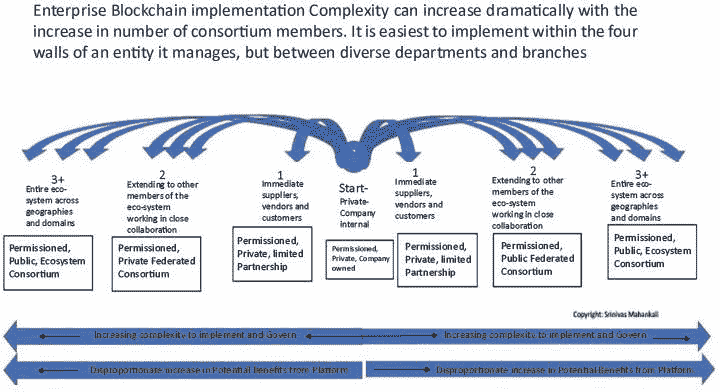 Enterprise Blockchain implementation Complexity can increase dramatically with the
increase in number of consortium members. It is easiest to implement within the four
walls of an entity it manages, but between diverse departments and branches
3+
Entire eco-
system across
geographies
and domains
Permissioned,
Public, Ecosystem
Consortium
2
Extending to other
members of the
eco-system
working in close
collaboration
Permissioned,
Private Federated
Consortium
1
Immediate
suppliers,
vendors and
customers
Permissioned,
Private, limited
Partnership
Start-
Private-
Company
internal
Permissioned,
Private, Company
owned
1
Immediate
suppliers,
vendors and
customers
Permissioned,
Private, limited
Partnership
2
Extending to other
members of the
eco-system
working in close
collaboration
Permissioned,
Public Federated
Consortium
3+
Entire eco-
system across
geographies
and domains
Permissioned,
Public, Ecosystem
Consortium
Copyright: Srinivas Mahankali
Increasing complexity to implement and Govern
Increasing complexity to implement and Govern
Disproportionate increase in Potential Benefits from Platform
Disproportionate increase in Potential Benefits from Platform